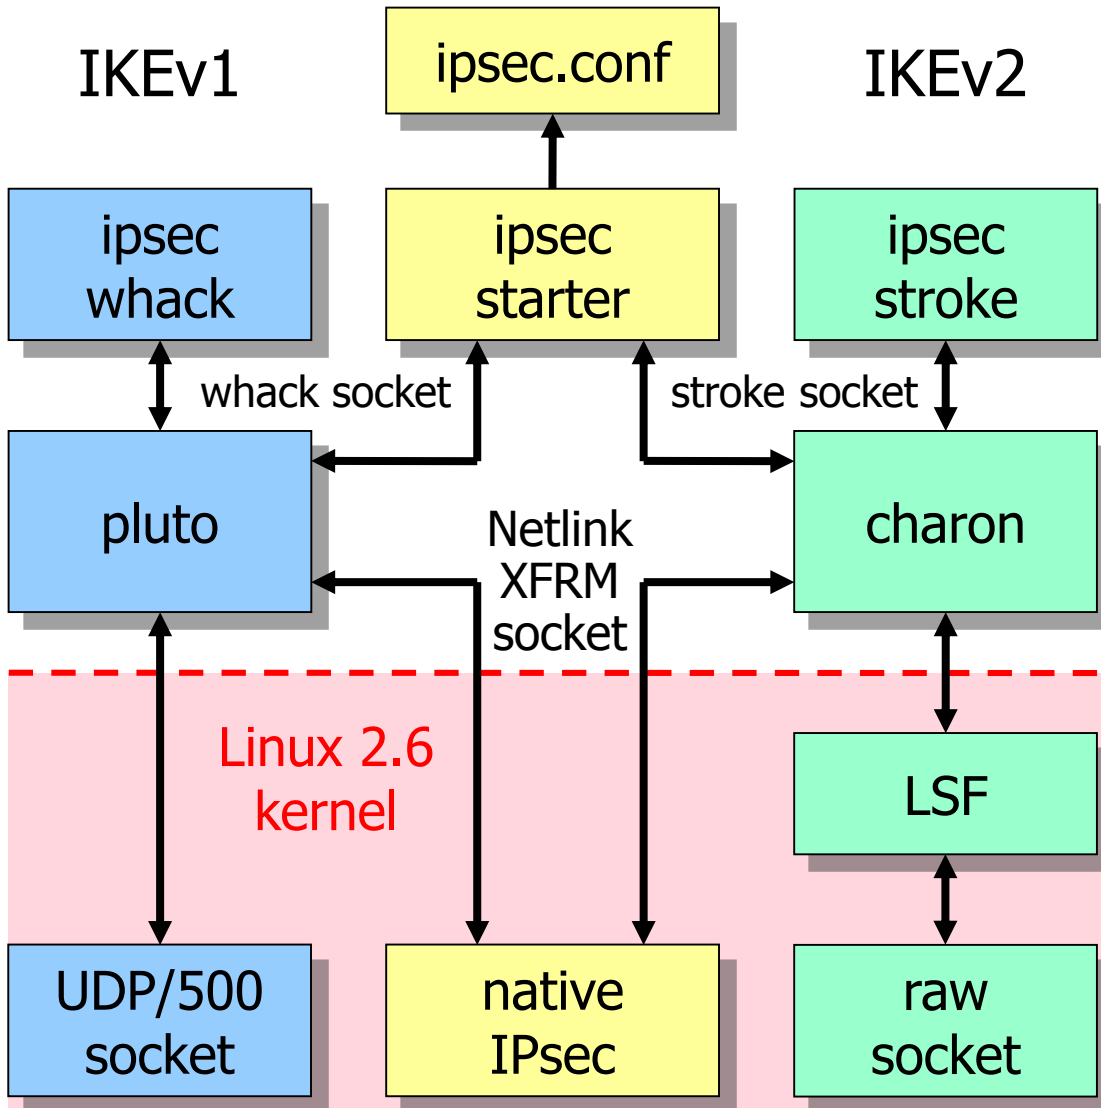 IKEv1
ipsec.conf
IKEv2
ipsec
whack
ipsec
starter
ipsec
stroke
whack socket
stroke socket
pluto
Netlink
XFRM
socket
charon
Linux 2.6
kernel
LSF
UDP/500
socket
native
IPsec
raw
socket